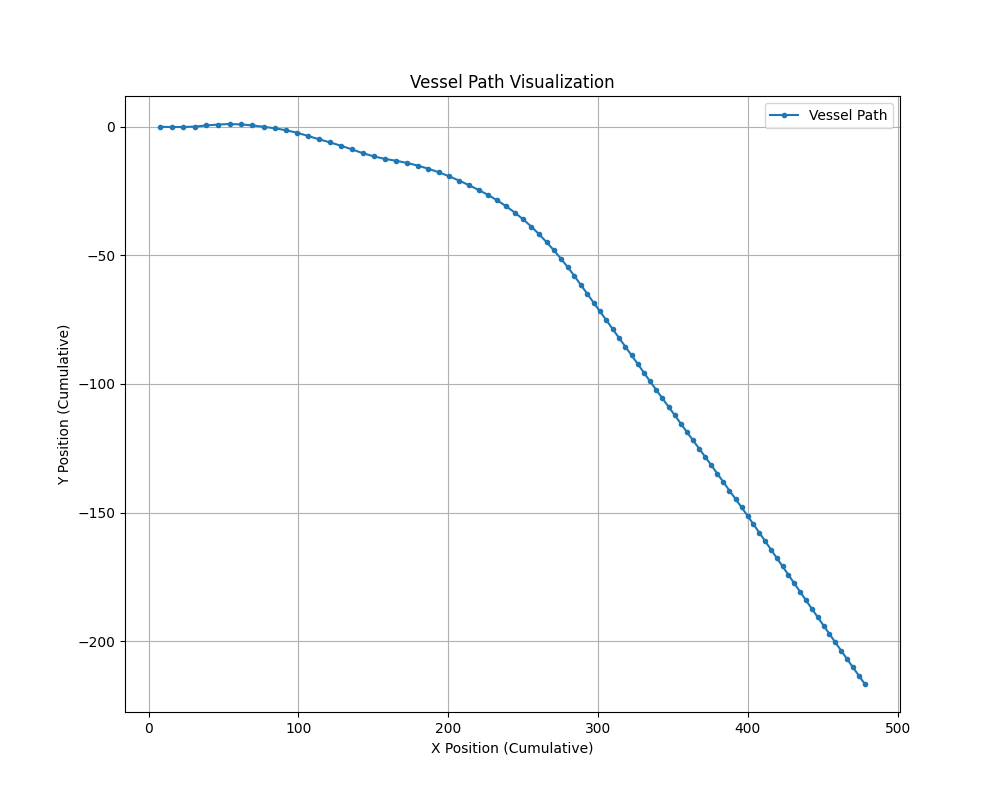 Vessel Path Visualization
Vessel Path
0
−50
−100
−150
−200
Y Position (Cumulative)
0 100 200 300 400 500
X Position (Cumulative)